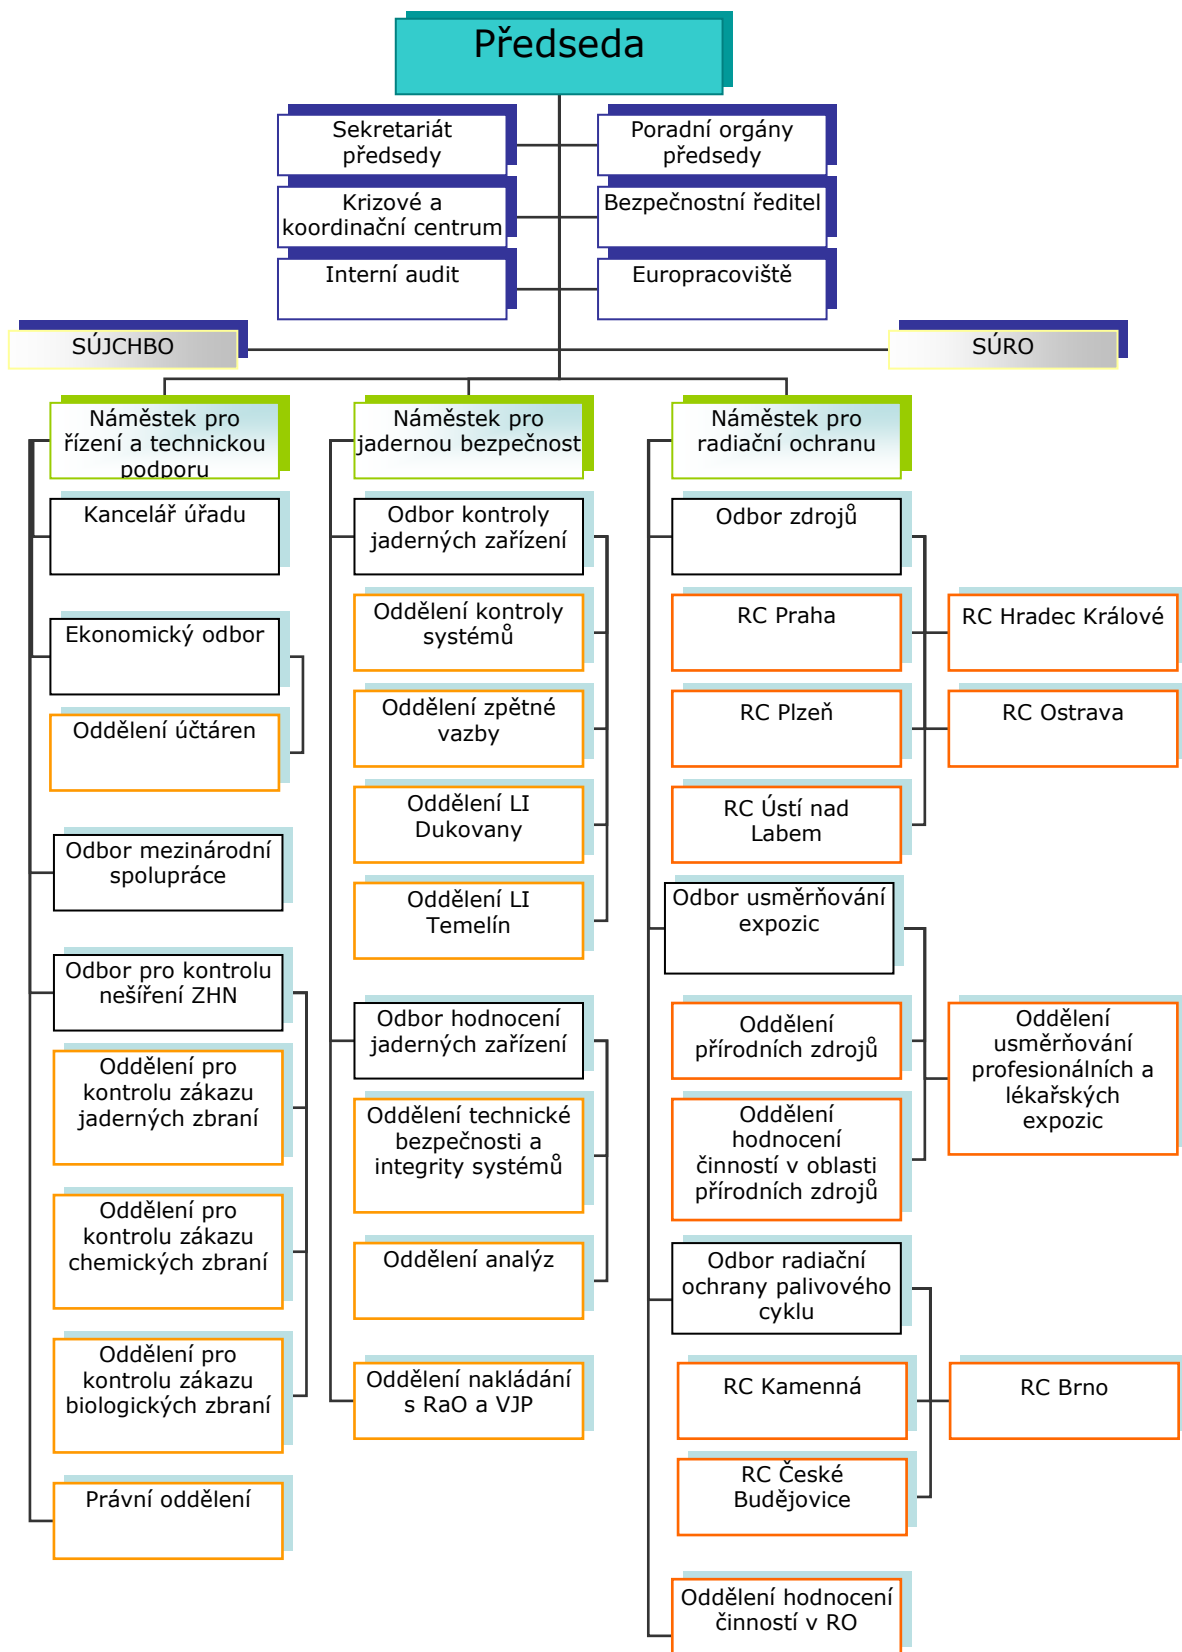 Předseda
Sekretariát
předsedy
Poradní orgány
předsedy
Krizové a
koordinační centrum
Bezpečnostní ředitel
Interní audit
Europracoviště
SÚJCHBO
SÚRO
Náměstek pro
řízení a technickou
podporu
Kancelář úřadu
Ekonomický odbor
Oddělení účtáren
Odbor mezinárodní
spolupráce
Odbor pro kontrolu
nešíření ZHN
Oddělení pro
kontrolu zákazu
jaderných zbraní
Oddělení pro
kontrolu zákazu
chemických zbraní
Oddělení pro
kontrolu zákazu
biologických zbraní
Právní oddělení
Náměstek pro
jadernou bezpečnost
Odbor kontroly
jaderných zařízení
Oddělení kontroly
systémů
Oddělení zpětné
vazby
Oddělení LI
Dukovany
Oddělení LI
Temelín
Odbor hodnocení
jaderných zařízení
Oddělení technické
bezpečnosti a
integrity systémů
Oddělení analýz
Oddělení nakládání
s RaO a VJP
Náměstek pro
radiační ochranu
Odbor zdrojů
RC Praha
RC Hradec Králové
RC Plzeň
RC Ostrava
RC Ústí nad
Labem
Odbor usměrňování
expozic
Oddělení
přírodních zdrojů
Oddělení
usměrňování
profesionálních a
lékařských
expozic
Oddělení
hodnocení
činností v oblasti
přírodních zdrojů
Odbor radiační
ochrany palivového
cyklu
RC Kamenná
RC Brno
RC České
Budějovice
Oddělení hodnocení
činností v RO